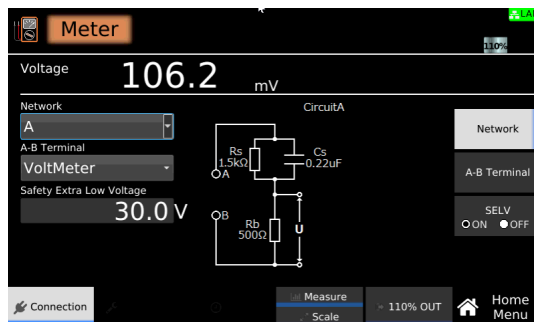 LA
Meter
110%
Voltage
106.2 mV
Network
CircuitA
A
A-B Terminal
VoltMeter
Safety Extra Low Voltage
30.0 V
Rs
1.5kΩ
Cs
0.22uF
A
B
Rb
500Ω
U
Network
A-B Terminal
SELV
ON OFF
Connection
Measure
Scale
110% OUT
Home
Menu